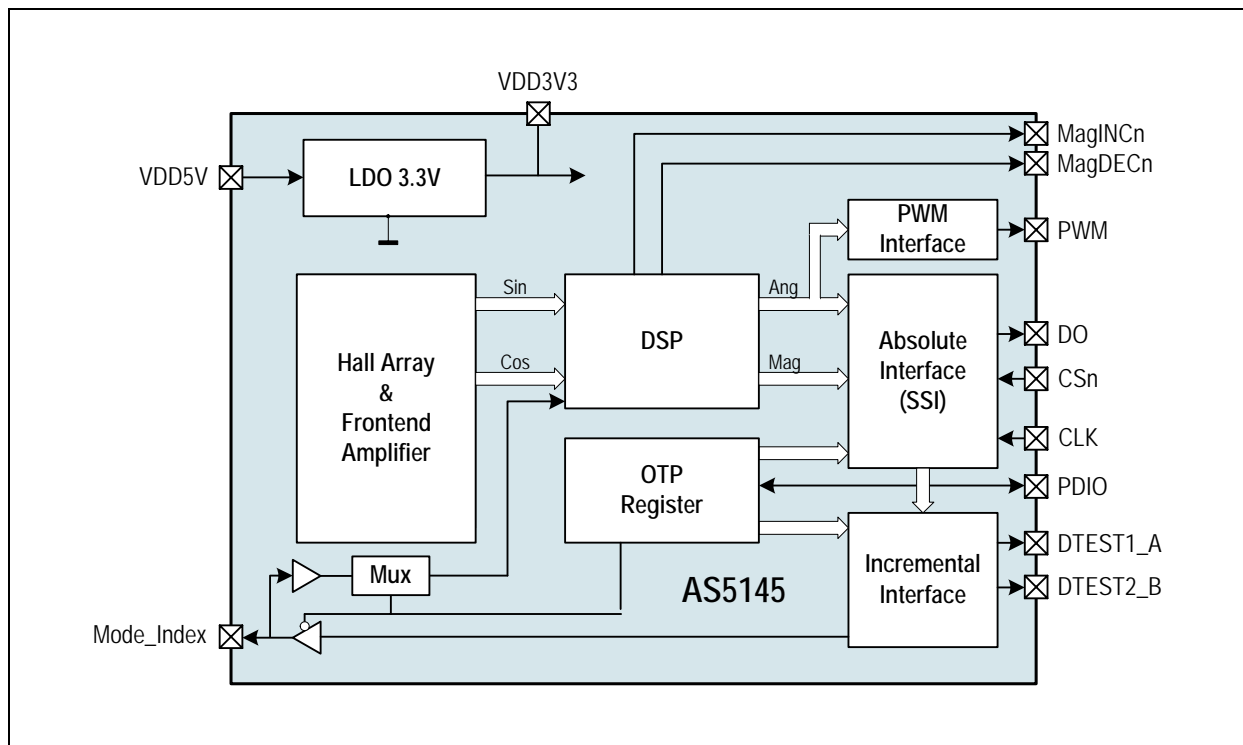 VDD3V3
MagINCn
MagDECn
VDD5V
LDO 3.3V
PWM
Interface
PWM
Sin
Ang
Hall Array
&
Frontend
Amplifier
DSP
Absolute
Interface
(SSI)
DO
Cos
Mag
CSn
CLK
OTP
Register
PDIO
DTEST1_A
Mux
AS5145
Incremental
Interface
DTEST2_B
Mode_Index